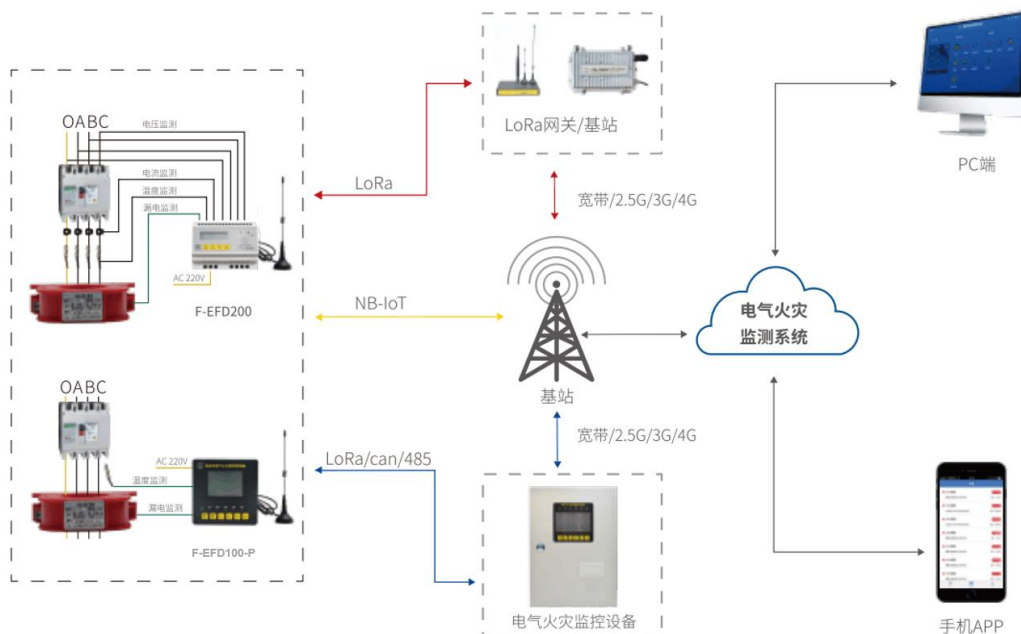 OABC
电压监测
电流监测
温度监测
漏电监测
AC 220V
F-EFD200
OABC
AC 220V
温度监测
漏电监测
F-EFD100-P
LoRa
NB-IoT
LoRa/can/485
LoRa网关/基站
宽带/2.5G/3G/4G
基站
宽带/2.5G/3G/4G
电气火灾监控设备
电气火灾
监测系统
PC端
手机APP